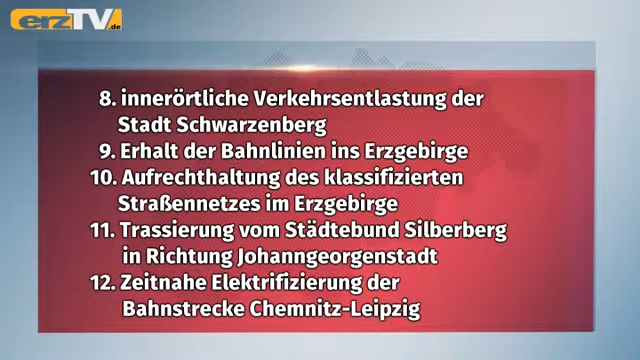 erzTV.de
8. innerörtliche Verkehrsentlastung der
Stadt Schwarzenberg
9. Erhalt der Bahnlinien ins Erzgebirge
10. Aufrechthaltung des klassifizierten
Straßennetzes im Erzgebirge
11. Trassierung vom Städtebund Silberberg
in Richtung Johanngeorgenstadt
12. Zeitnahe Elektrifizierung der
Bahnstrecke Chemnitz-Leipzig